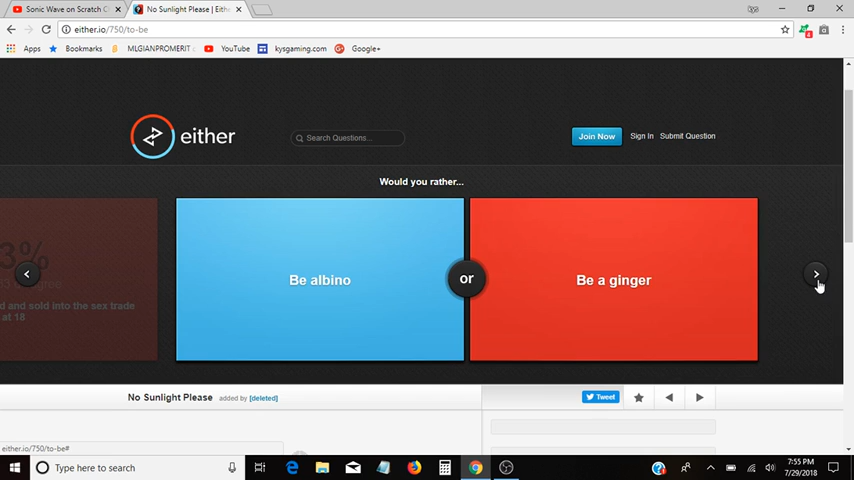 Sonic Wave on Scratch C
No Sunlight Please | Eith
either.io/750/to-be
Apps
Bookmarks
MLGIANPROMERIT
YouTube
kysgaming.com
Google+
either
Search Questions...
Join Now
Sign In
Submit Question
Would you rather...
3%
disagree
d and sold into the sex trade
at 18
Be albino
or
Be a ginger
No Sunlight Please
added by [deleted]
Tweet
either.io/750/to-be#
Type here to search
7:55 PM
7/29/2018